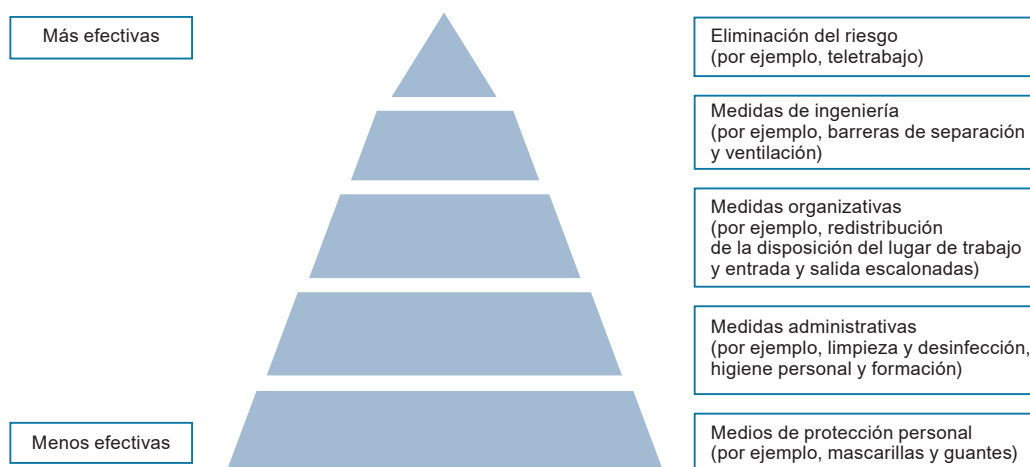 Más efectivas
Eliminación del riesgo
(por ejemplo, teletrabajo)
Medidas de ingeniería
(por ejemplo, barreras de separación
y ventilación)
Medidas organizativas
(por ejemplo, redistribución
de la disposición del lugar de trabajo
y entrada y salida escalonadas)
Medidas administrativas
(por ejemplo, limpieza y desinfección,
higiene personal y formación)
Menos efectivas
Medios de protección personal
(por ejemplo, mascarillas y guantes)